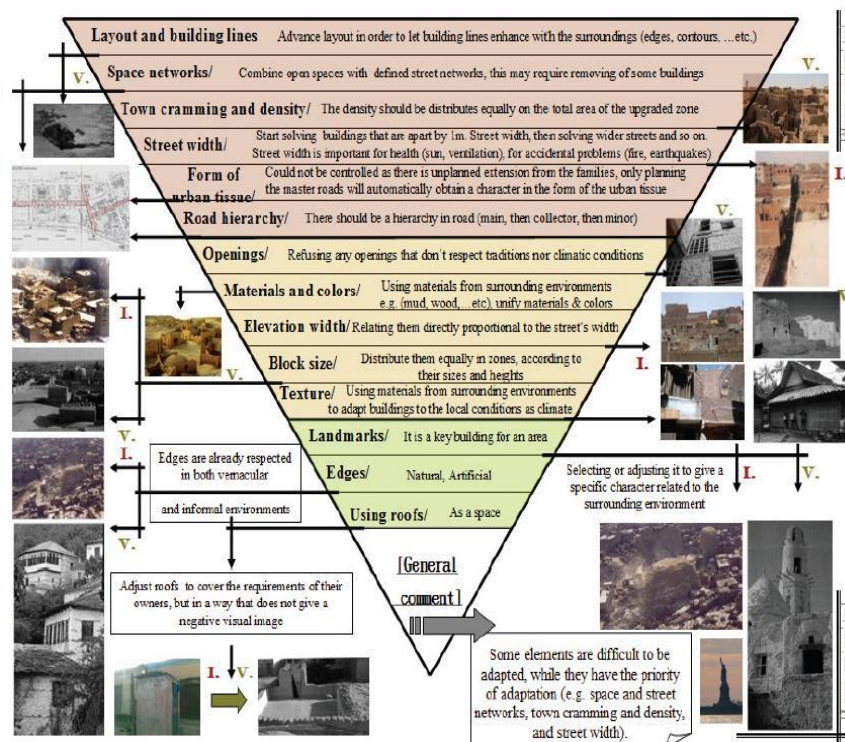 Layout and building lines Advance layout in order to let building lines enhance with the surroundings (edges, contours, ...etc.)
V.
Space networks/ Combine open spaces with defined street networks, this may require removing of some buildings
V.
Town cramming and density/ The density should be distributes equally on the total area of the upgraded zone
Street width/ Start solving buildings that are apart by 1m. Street width, then solving wider streets and so on.
Street width is important for health (sun, ventilation), for accidental problems (fire, earthquakes)
I.
Form of
urban tissue/
Could not be controlled as there is unplanned extension from the families, only planning
the master roads will automatically obtain a character in the form of the urban tissue
V.
Road hierarchy/ There should be a hierarchy in road (main, then collector, then minor)
Openings/ Refusing any openings that don't respect traditions nor climatic conditions
Materials and colors/ Using materials from surrounding environments
e.g. (mud, wood,...etc), unify materials & colors
I.
V.
Elevation width/ Relating them directly proportional to the street's width
Block size/ Distribute them equally in zones, according
to their sizes and heights
V.
I.
Texture/ Using materials from surrounding environments
to adapt buildings to the local conditions as climate
V.
Landmarks/ It is a key building for an area
I.
Edges are already respected
in both vernacular
and informal environments
Edges/ Natural, Artificial
Selecting or adjusting it to give a
specific character related to the
surrounding environment
I.
V.
Using roofs/ As a space
V.
[General
comment]
Adjust roofs to cover the requirements of their
owners, but in a way that does not give a
negative visual image
I.
V.
Some elements are difficult to be
adapted, while they have the priority
of adaptation (e.g. space and street
networks, town cramming and density,
and street width).